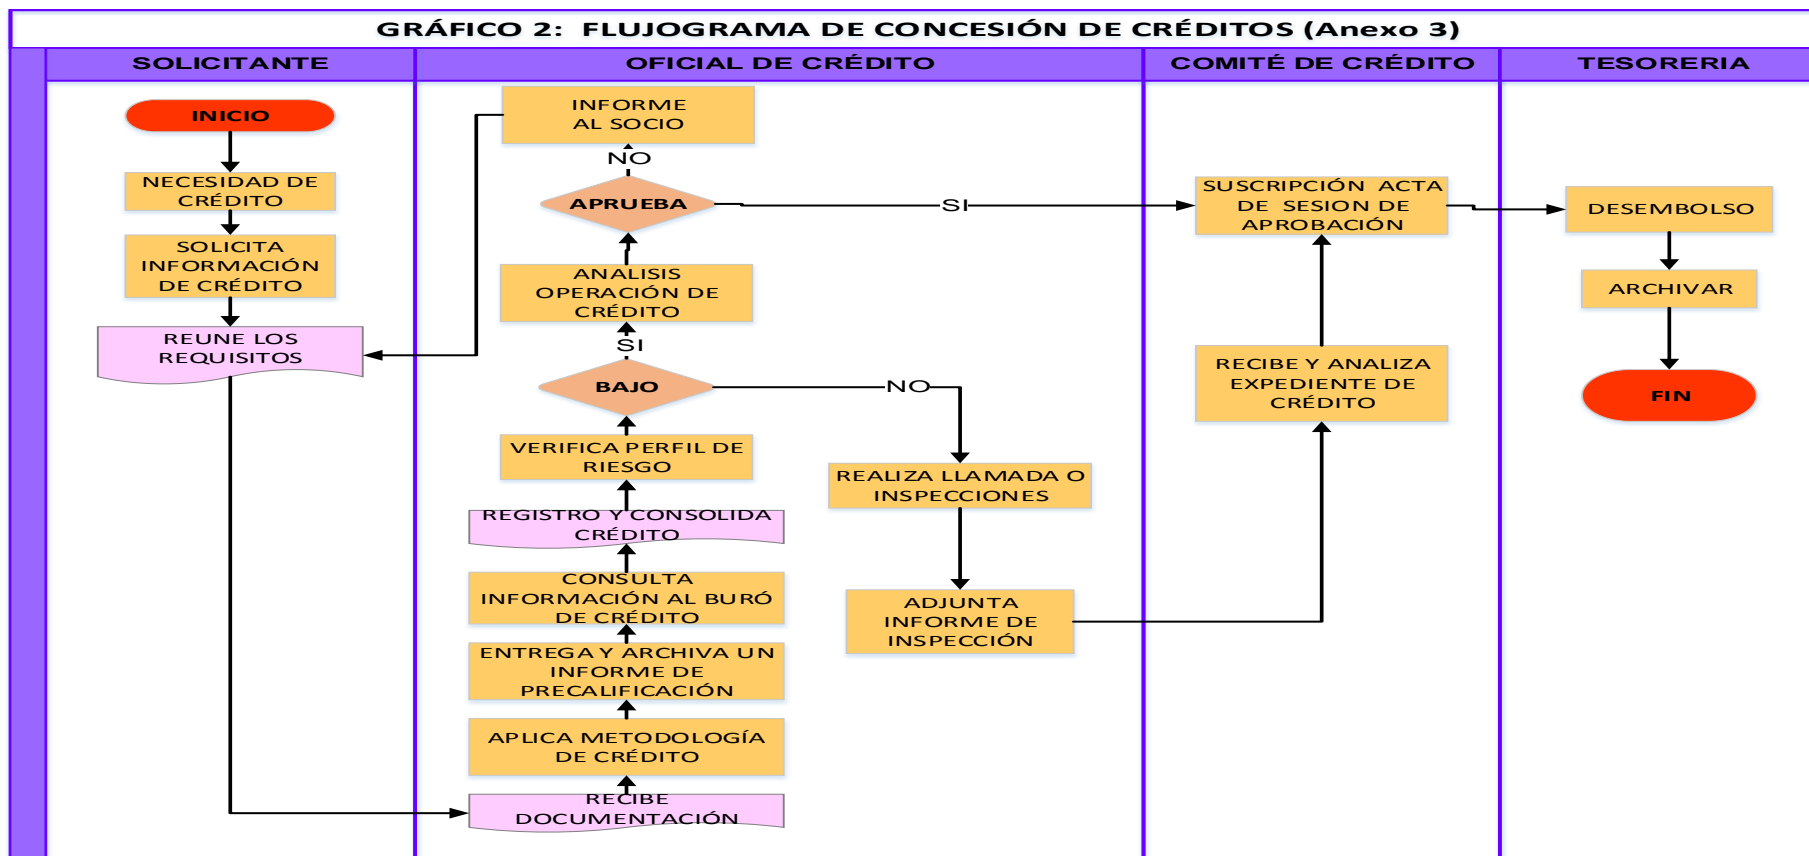 GRÁFICO 2:  FLUJOGRAMA DE CONCESIÓN DE CRÉDITOS (Anexo 3)
SOLICITANTE
OFICIAL DE CRÉDITO
COMITÉ DE CRÉDITO
TESORERIA
INICIO
NECESIDAD DE
CRÉDITO
SOLICITA
INFORMACIÓN
DE CRÉDITO
REUNE LOS
REQUISITOS
INFORME
AL SOCIO
NO
APRUEBA
SI
ANALISIS
OPERACIÓN DE
CRÉDITO
SI
BAJO
NO
VERIFICA PERFIL DE
RIESGO
REGISTRO Y CONSOLIDA
CRÉDITO
CONSULTA
INFORMACIÓN AL BURÓ
DE CRÉDITO
ENTREGA Y ARCHIVA UN
INFORME DE
PRECALIFICACIÓN
APLICA METODOLOGÍA
DE CRÉDITO
RECIBE
DOCUMENTACIÓN
REALIZA LLAMADA O
INSPECCIONES
ADJUNTA
INFORME DE
INSPECCIÓN
SUSCRIPCIÓN  ACTA
DE  SESION DE
APROBACIÓN
RECIBE Y ANALIZA
EXPEDIENTE DE
CRÉDITO
DESEMBOLSO
ARCHIVAR
FIN